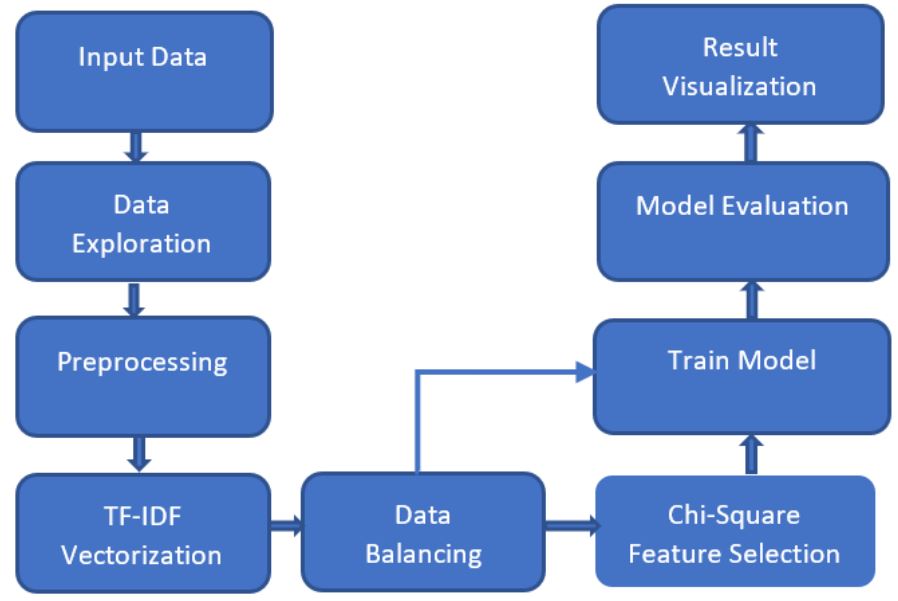 Input Data
Data
Exploration
Preprocessing
TF-IDF
Vectorization
Data
Balancing
Chi-Square
Feature Selection
Train Model
Model Evaluation
Result
Visualization